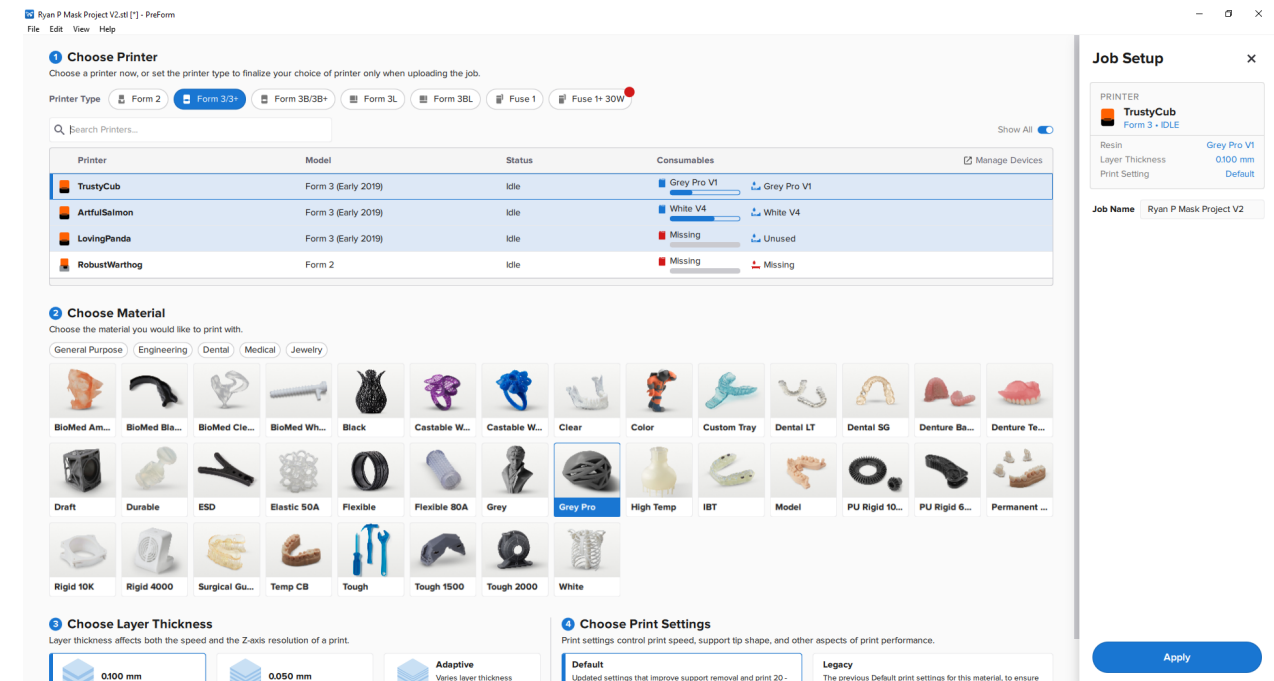 Ryan P Mask Project V2.stl [*] - PreForm
File Edit View Help
1 Choose Printer
Choose a printer now, or set the printer type to finalize your choice of printer only when uploading the job.
Printer Type Form 2 Form 3/3+ Form 3B/3B+ Form 3L Form 3BL Fuse 1 Fuse 1+ 30W
Search Printers...
Show All
Printer Model Status Consumables Manage Devices
TrustyCub Form 3 (Early 2019) Idle Grey Pro V1 Grey Pro V1
ArtfulSalmon Form 3 (Early 2019) Idle White V4 White V4
LovingPanda Form 3 (Early 2019) Idle Missing Unused
RobustWarthog Form 2 Idle Missing Missing
2 Choose Material
Choose the material you would like to print with.
General Purpose Engineering Dental Medical Jewelry
BioMed Am... BioMed Bla... BioMed Cle... BioMed Wh... Black Castable W... Castable W... Clear Color Custom Tray Dental LT Dental SG Denture Ba... Denture Te...
Draft Durable ESD Elastic 50A Flexible Flexible 80A Grey Grey Pro High Temp IBT Model PU Rigid 10... PU Rigid 6... Permanent ...
Rigid 10K Rigid 4000 Surgical Gu... Temp CB Tough Tough 1500 Tough 2000 White
3 Choose Layer Thickness
Layer thickness affects both the speed and the Z-axis resolution of a print.
0.100 mm
0.050 mm
Adaptive
Varies layer thickness
4 Choose Print Settings
Print settings control print speed, support tip shape, and other aspects of print performance.
Default
Updated settings that improve support removal and print 20 -
Legacy
The previous Default print settings for this material, to ensure
Job Setup
PRINTER
TrustyCub
Form 3 • IDLE
Resin Grey Pro V1
Layer Thickness 0.100 mm
Print Setting Default
Job Name Ryan P Mask Project V2
Apply